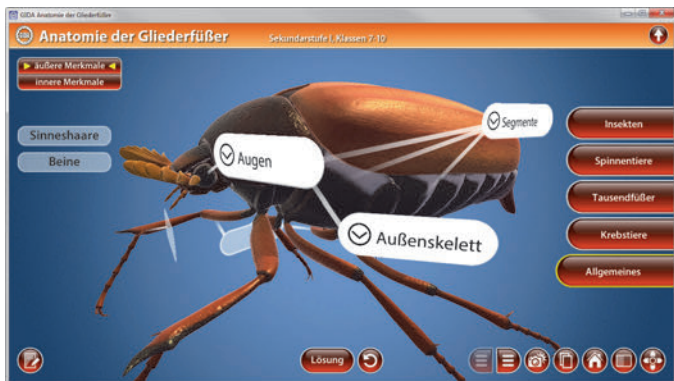 GIDA Anatomie der Gliederfüßer
Anatomie der Gliederfüßer
Sekundarstufe I, Klassen 7-10
äußere Merkmale
innere Merkmale
Sinneshaare
Beine
Augen
Segmente
Außenskelett
Insekten
Spinnentiere
Tausendfüßer
Krebstiere
Allgemeines
Lösung